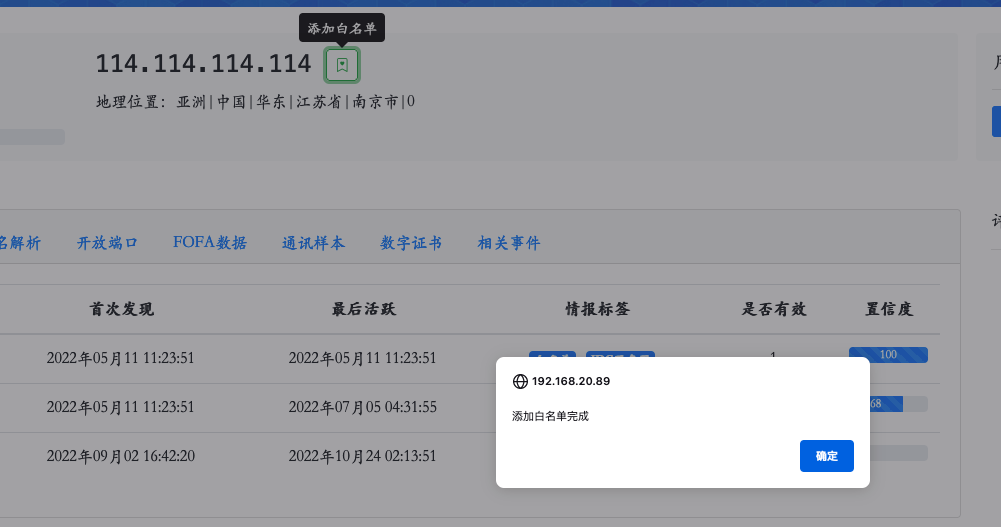 添加白名单
114.114.114.114
地理位置：亚洲|中国|华东|江苏省|南京市|0
名解析 开放端口 FOFA数据 通讯样本 数字证书 相关事件
首次发现 最后活跃 情报标签 是否有效 置信度
2022年05月11 11:23:51 2022年05月11 11:23:51 1 100
2022年05月11 11:23:51 2022年07月05 04:31:55 68
2022年09月02 16:42:20 2022年10月24 02:13:51
192.168.20.89
添加白名单完成
确定